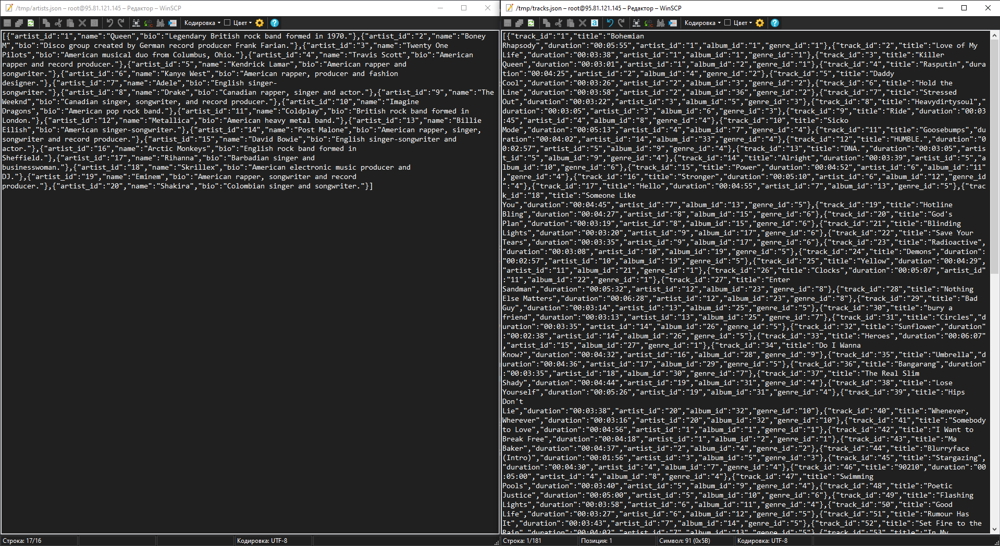 /tmp/artists.json – root@95.81.121.145 – Редактор – WinSCP
Кодировка
Цвет
[{"artist_id":"1","name":"Queen","bio":"Legendary British rock band formed in 1970."},{"artist_id":"2","name":"Boney
M","bio":"Disco group created by German record producer Frank Farian."},{"artist_id":"3","name":"Twenty One
Pilots","bio":"American musical duo from Columbus, Ohio."},{"artist_id":"4","name":"Travis Scott","bio":"American
rapper and record producer."},{"artist_id":"5","name":"Kendrick Lamar","bio":"American rapper and
songwriter."},{"artist_id":"6","name":"Kanye West","bio":"American rapper, producer and fashion
designer."},{"artist_id":"7","name":"Adele","bio":"English singer-
songwriter."},{"artist_id":"8","name":"Drake","bio":"Canadian rapper, singer and actor."},{"artist_id":"9","name":"The
Weeknd","bio":"Canadian singer, songwriter, and record producer."},{"artist_id":"10","name":"Imagine
Dragons","bio":"American pop rock band."},{"artist_id":"11","name":"Coldplay","bio":"British rock band formed in
London."},{"artist_id":"12","name":"Metallica","bio":"American heavy metal band."},{"artist_id":"13","name":"Billie
Eilish","bio":"American singer-songwriter."},{"artist_id":"14","name":"Post Malone","bio":"American rapper, singer,
songwriter and record producer."},{"artist_id":"15","name":"David Bowie","bio":"English singer-songwriter and
actor."},{"artist_id":"16","name":"Arctic Monkeys","bio":"English rock band formed in
Sheffield."},{"artist_id":"17","name":"Rihanna","bio":"Barbadian singer and
businesswoman."},{"artist_id":"18","name":"Skrillex","bio":"American electronic music producer and
DJ."},{"artist_id":"19","name":"Eminem","bio":"American rapper, songwriter and record
producer."},{"artist_id":"20","name":"Shakira","bio":"Colombian singer and songwriter."}]
Строка: 17/16
Кодировка: UTF-8
/tmp/tracks.json – root@95.81.121.145 – Редактор – WinSCP
Кодировка
Цвет
[{"track_id":"1","title":"Bohemian
Rhapsody","duration":"00:05:55","artist_id":"1","album_id":"1","genre_id":"1"},{"track_id":"2","title":"Love of My
Life","duration":"00:03:38","artist_id":"1","album_id":"1","genre_id":"1"},{"track_id":"3","title":"Killer
Queen","duration":"00:03:01","artist_id":"1","album_id":"2","genre_id":"1"},{"track_id":"4","title":"Rasputin","dura
tion":"00:04:25","artist_id":"2","album_id":"4","genre_id":"2"},{"track_id":"5","title":"Daddy
Cool","duration":"00:03:26","artist_id":"2","album_id":"3","genre_id":"2"},{"track_id":"6","title":"Hold the
Line","duration":"00:03:58","artist_id":"2","album_id":"36","genre_id":"2"},{"track_id":"7","title":"Stressed
Out","duration":"00:03:22","artist_id":"3","album_id":"5","genre_id":"3"},{"track_id":"8","title":"Heavydirtysoul","
duration":"00:03:05","artist_id":"3","album_id":"6","genre_id":"3"},{"track_id":"9","title":"Ride","duration":"00:03
:45","artist_id":"4","album_id":"8","genre_id":"4"},{"track_id":"10","title":"Sicko
Mode","duration":"00:05:13","artist_id":"4","album_id":"7","genre_id":"4"},{"track_id":"11","title":"Goosebumps","du
ration":"00:04:02","artist_id":"14","album_id":"33","genre_id":"4"},{"track_id":"12","title":"HUMBLE.","duration":"0
0:02:57","artist_id":"5","album_id":"9","genre_id":"4"},{"track_id":"13","title":"DNA.","duration":"00:03:05","artis
t_id":"5","album_id":"9","genre_id":"4"},{"track_id":"14","title":"Alright","duration":"00:03:39","artist_id":"5","a
lbum_id":"10","genre_id":"6"},{"track_id":"15","title":"Power","duration":"00:04:52","artist_id":"6","album_id":"11"
,"genre_id":"4"},{"track_id":"16","title":"Stronger","duration":"00:05:10","artist_id":"6","album_id":"12","genre_id
":"4"},{"track_id":"17","title":"Hello","duration":"00:04:55","artist_id":"7","album_id":"13","genre_id":"5"},{"trac
k_id":"18","title":"Someone Like
You","duration":"00:04:45","artist_id":"7","album_id":"13","genre_id":"5"},{"track_id":"19","title":"Hotline
Bling","duration":"00:04:27","artist_id":"8","album_id":"15","genre_id":"6"},{"track_id":"20","title":"God's
Plan","duration":"00:03:19","artist_id":"8","album_id":"15","genre_id":"6"},{"track_id":"21","title":"Blinding
Lights","duration":"00:03:20","artist_id":"9","album_id":"17","genre_id":"6"},{"track_id":"22","title":"Save Your
Tears","duration":"00:03:35","artist_id":"9","album_id":"17","genre_id":"6"},{"track_id":"23","title":"Radioactive",
"duration":"00:03:08","artist_id":"10","album_id":"19","genre_id":"5"},{"track_id":"24","title":"Demons","duration":
"00:02:57","artist_id":"10","album_id":"19","genre_id":"5"},{"track_id":"25","title":"Yellow","duration":"00:04:29",
"artist_id":"11","album_id":"21","genre_id":"1"},{"track_id":"26","title":"Clocks","duration":"00:05:07","artist_id"
:"11","album_id":"22","genre_id":"1"},{"track_id":"27","title":"Enter
Sandman","duration":"00:05:32","artist_id":"12","album_id":"23","genre_id":"8"},{"track_id":"28","title":"Nothing
Else Matters","duration":"00:06:28","artist_id":"12","album_id":"23","genre_id":"8"},{"track_id":"29","title":"Bad
Guy","duration":"00:03:14","artist_id":"13","album_id":"25","genre_id":"5"},{"track_id":"30","title":"bury a
friend","duration":"00:03:13","artist_id":"13","album_id":"25","genre_id":"7"},{"track_id":"31","title":"Circles","d
uration":"00:03:35","artist_id":"14","album_id":"26","genre_id":"5"},{"track_id":"32","title":"Sunflower","duration"
:"00:02:38","artist_id":"14","album_id":"26","genre_id":"5"},{"track_id":"33","title":"Heroes","duration":"00:06:07"
,"artist_id":"15","album_id":"27","genre_id":"1"},{"track_id":"34","title":"Do I Wanna
Know?","duration":"00:04:32","artist_id":"16","album_id":"28","genre_id":"9"},{"track_id":"35","title":"Umbrella","d
uration":"00:04:36","artist_id":"17","album_id":"29","genre_id":"5"},{"track_id":"36","title":"Bangarang","duration"
:"00:03:35","artist_id":"18","album_id":"30","genre_id":"7"},{"track_id":"37","title":"The Real Slim
Shady","duration":"00:04:44","artist_id":"19","album_id":"31","genre_id":"4"},{"track_id":"38","title":"Lose
Yourself","duration":"00:05:26","artist_id":"19","album_id":"31","genre_id":"4"},{"track_id":"39","title":"Hips
Don't
Lie","duration":"00:03:38","artist_id":"20","album_id":"32","genre_id":"10"},{"track_id":"40","title":"Whenever,
Wherever","duration":"00:03:16","artist_id":"20","album_id":"32","genre_id":"10"},{"track_id":"41","title":"Somebody
to Love","duration":"00:04:56","artist_id":"1","album_id":"1","genre_id":"1"},{"track_id":"42","title":"I Want to
Break Free","duration":"00:04:18","artist_id":"1","album_id":"2","genre_id":"1"},{"track_id":"43","title":"Ma
Baker","duration":"00:04:37","artist_id":"2","album_id":"4","genre_id":"2"},{"track_id":"44","title":"Blurryface
(Intro)","duration":"00:01:56","artist_id":"3","album_id":"5","genre_id":"3"},{"track_id":"45","title":"Stargazing",
"duration":"00:04:30","artist_id":"4","album_id":"7","genre_id":"4"},{"track_id":"46","title":"90210","duration":"00
:05:00","artist_id":"4","album_id":"8","genre_id":"4"},{"track_id":"47","title":"Swimming
Pools","duration":"00:03:40","artist_id":"5","album_id":"9","genre_id":"4"},{"track_id":"48","title":"Poetic
Justice","duration":"00:05:00","artist_id":"5","album_id":"10","genre_id":"6"},{"track_id":"49","title":"Flashing
Lights","duration":"00:03:58","artist_id":"6","album_id":"11","genre_id":"4"},{"track_id":"50","title":"Good
Life","duration":"00:03:27","artist_id":"6","album_id":"12","genre_id":"5"},{"track_id":"51","title":"Rumour Has
It","duration":"00:03:43","artist_id":"7","album_id":"14","genre_id":"5"},{"track_id":"52","title":"Set Fire to the
Rain","duration":"00:04:02","artist_id":"7","album_id":"13","genre_id":"5"},{"track_id":"53","title":"In My
Строка: 1/181
Позиция: 1
Символ: 91 (0x5B)
Кодировка: UTF-8